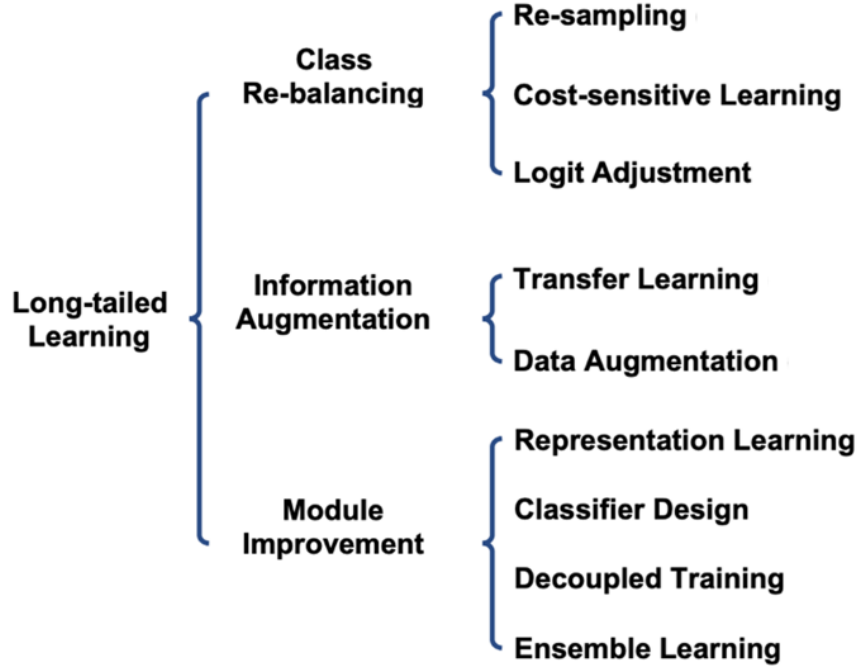 Long-tailed
Learning
Class
Re-balancing
Re-sampling
Cost-sensitive Learning
Logit Adjustment
Information
Augmentation
Transfer Learning
Data Augmentation
Module
Improvement
Representation Learning
Classifier Design
Decoupled Training
Ensemble Learning